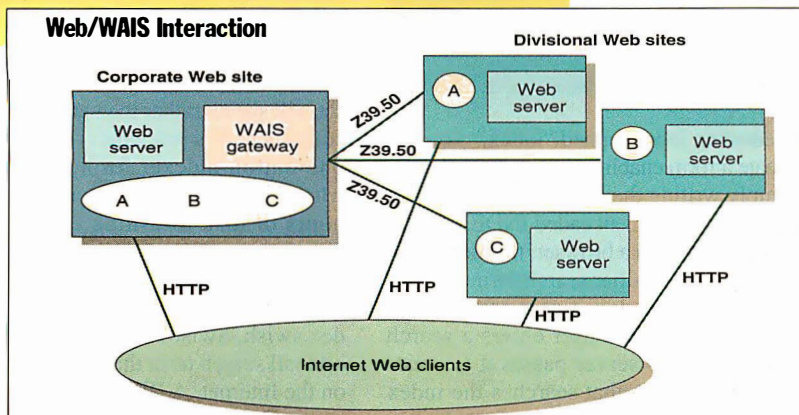 Web/WAIS Interaction
Divisional Web sites
Corporate Web site
Web
server
WAIS
gateway
A B C
Z39.50
Z39.50
Z39.50
A
Web
server
B
Web
server
C
Web
server
HTTP
HTTP
HTTP
HTTP
Internet Web clients